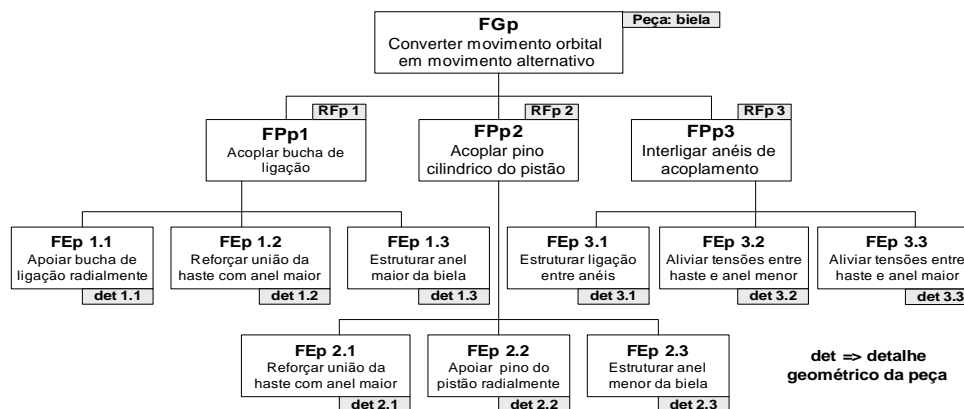 FGp
Peça: biela
Converter movimento orbital
em movimento alternativo
RFp 1
RFp 2
RFp 3
FPp1
Acoplar bucha de
ligação
FPp2
Acoplar pino
cilindrico do pistão
FPp3
Interligar anéis de
acoplamento
FEp 1.1
Apoiar bucha de
ligação radialmente
det 1.1
FEp 1.2
Reforçar união da
haste com anel maior
det 1.2
FEp 1.3
Estruturar anel
maior da biela
det 1.3
FEp 3.1
Estruturar ligação
entre anéis
det 3.1
FEp 3.2
Aliviar tensões entre
haste e anel menor
det 3.2
FEp 3.3
Aliviar tensões entre
haste e anel maior
det 3.3
FEp 2.1
Reforçar união da
haste com anel maior
det 2.1
FEp 2.2
Apoiar pino do
pistão radialmente
det 2.2
FEp 2.3
Estruturar anel
menor da biela
det 2.3
det => detalhe
geométrico da peça